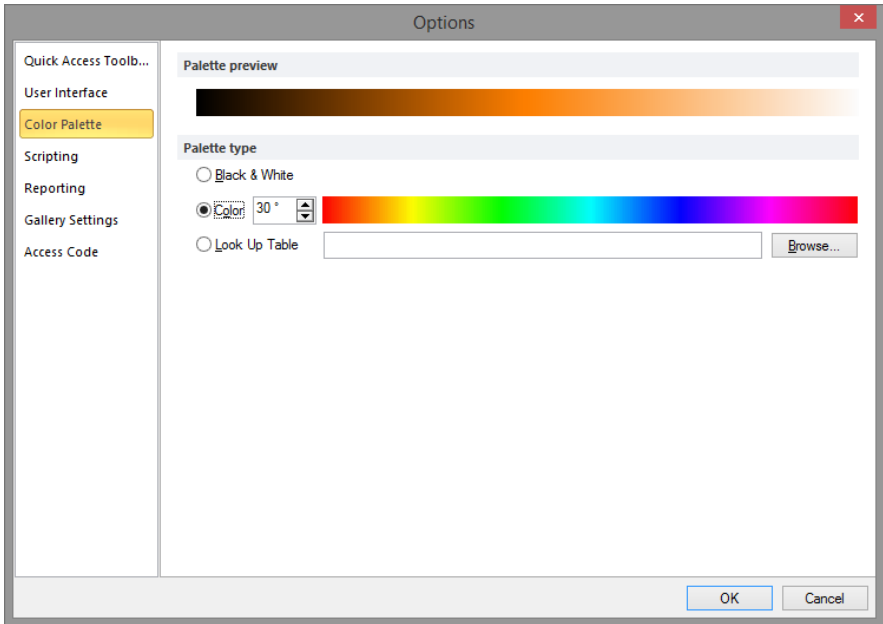 Options
Quick Access Toolb...
User Interface
Color Palette
Scripting
Reporting
Gallery Settings
Access Code
Palette preview
Palette type
Black & White
Color 30 °
Look Up Table Browse...
OK Cancel